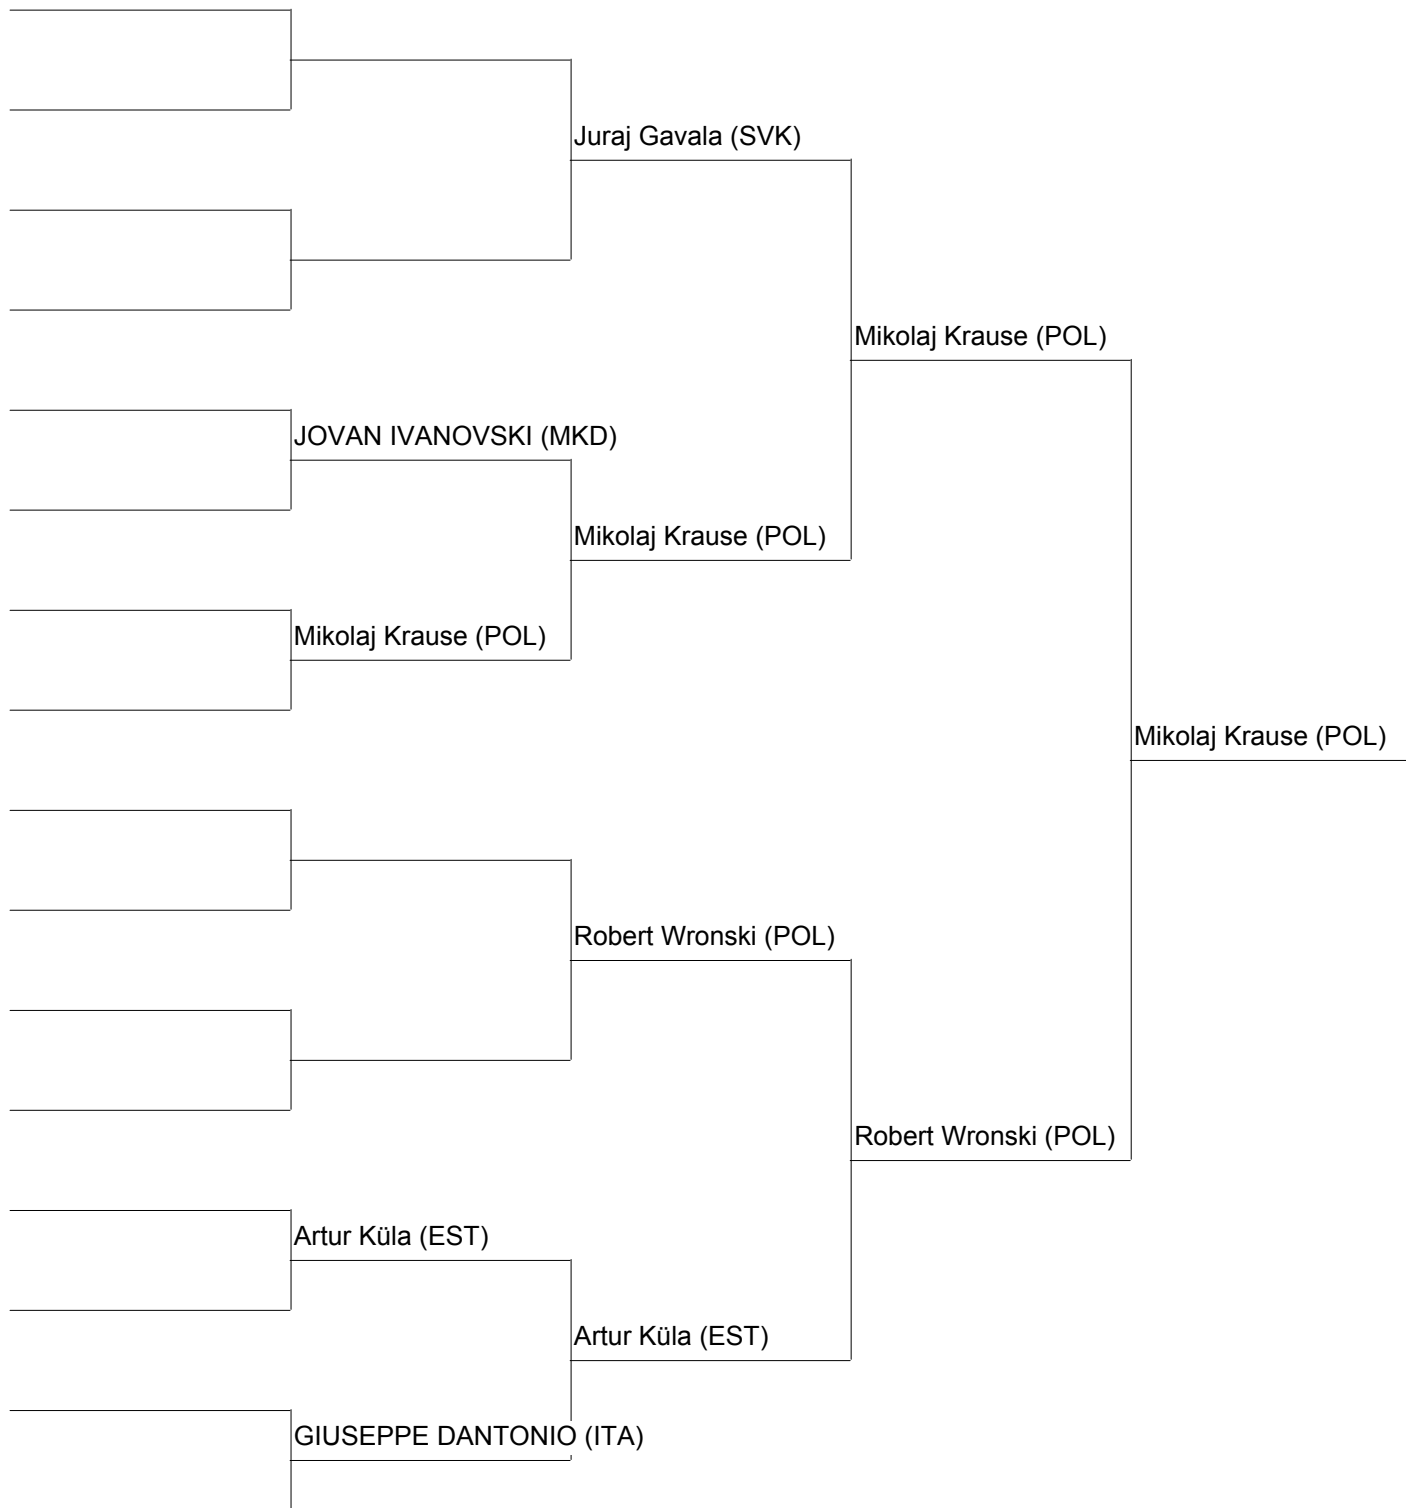 Juraj Gavala (SVK)
Mikolaj Krause (POL)
JOVAN IVANOVSKI (MKD)
Mikolaj Krause (POL)
Mikolaj Krause (POL)
Mikolaj Krause (POL)
Robert Wronski (POL)
Robert Wronski (POL)
Artur Küla (EST)
Artur Küla (EST)
GIUSEPPE DANTONIO (ITA)